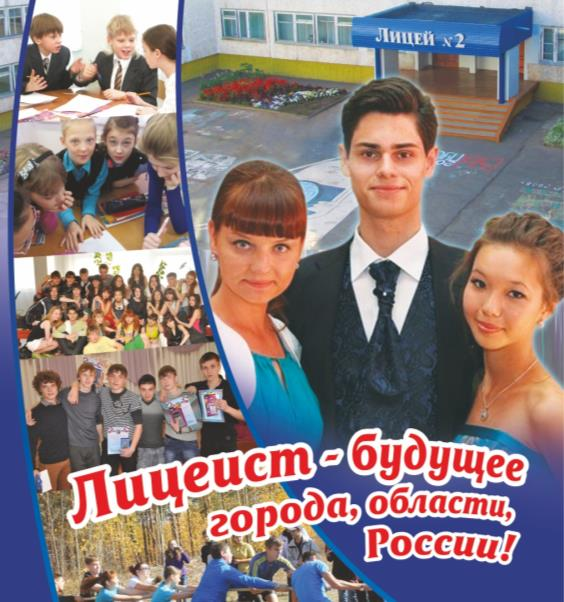 Лицей №2
Лицеист - будущее
города, области,
России!